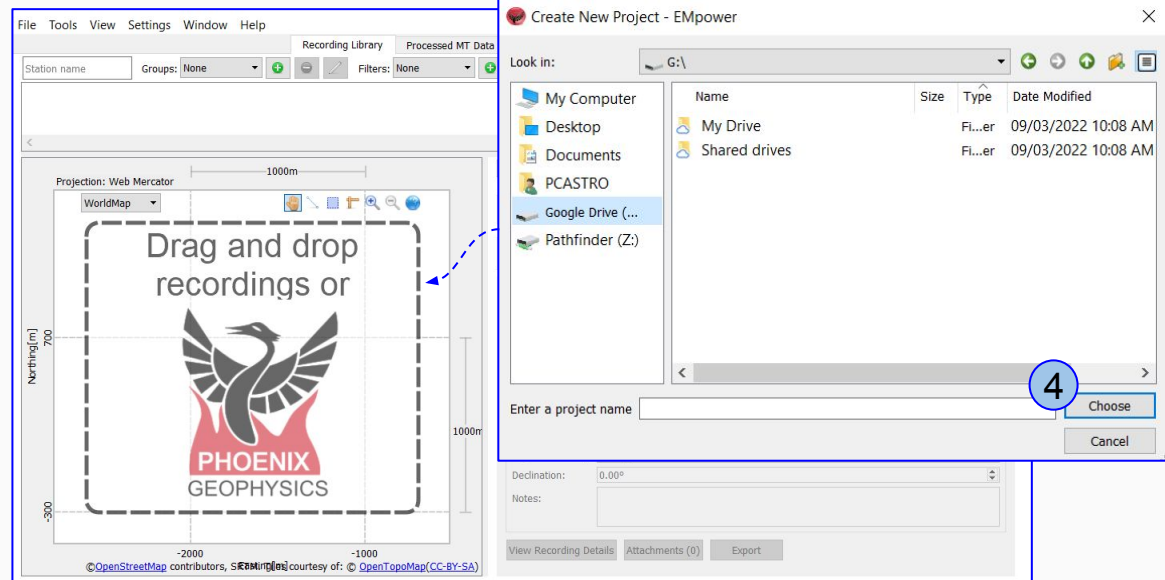 File Tools View Settings Window Help
Recording Library Processed MT Data
Station name Groups: None Filters: None
1000m
Projection: Web Mercator
WorldMap
Drag and drop
recordings or
PHOENIX
GEOPHYSICS
Northing[m]
700
-300
1000m
-2000 -1000
©OpenStreetMap contributors, courtesy of: © OpenTopoMap(CC-BY-SA)
Create New Project - EMpower
Look in: G:\
My Computer
Desktop
Documents
PCASTRO
Google Drive (...
Pathfinder (Z:)
Name Size Type Date Modified
My Drive Fi...er 09/03/2022 10:08 AM
Shared drives Fi...er 09/03/2022 10:08 AM
4
Enter a project name Choose
Cancel
Declination: 0.00º
Notes:
View Recording Details Attachments (0) Export